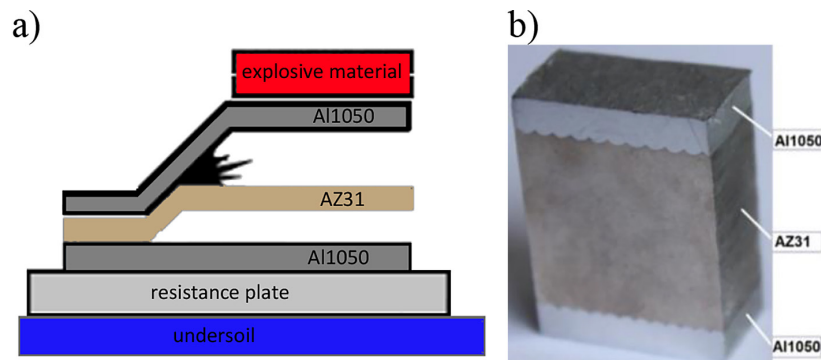 a)
explosive material
Al1050
AZ31
Al1050
resistance plate
undersoil
b)
Al1050
AZ31
Al1050